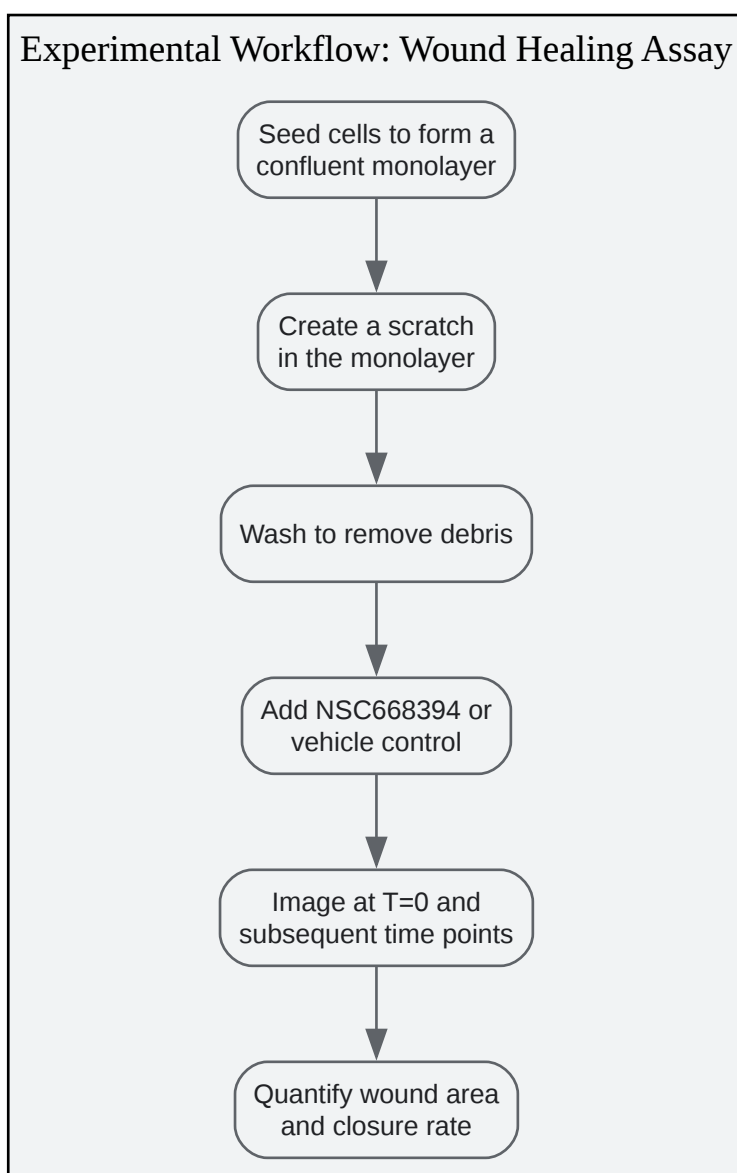 Experimental Workflow: Wound Healing Assay
Seed cells to form a
confluent monolayer
Create a scratch
in the monolayer
Wash to remove debris
Add NSC668394 or
vehicle control
Image at T=0 and
subsequent time points
Quantify wound area
and closure rate